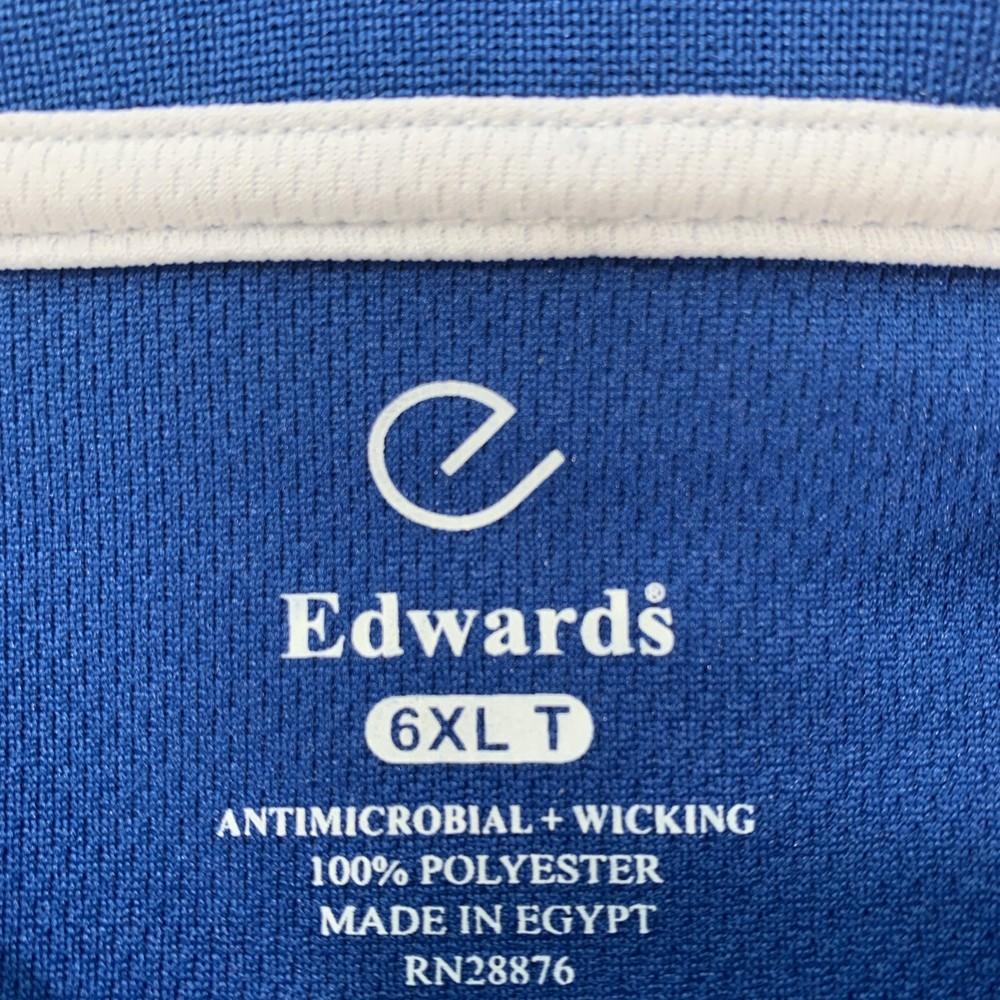 e
Edwards®
6XL T
ANTIMICROBIAL + WICKING
100% POLYESTER
MADE IN EGYPT
RN28876